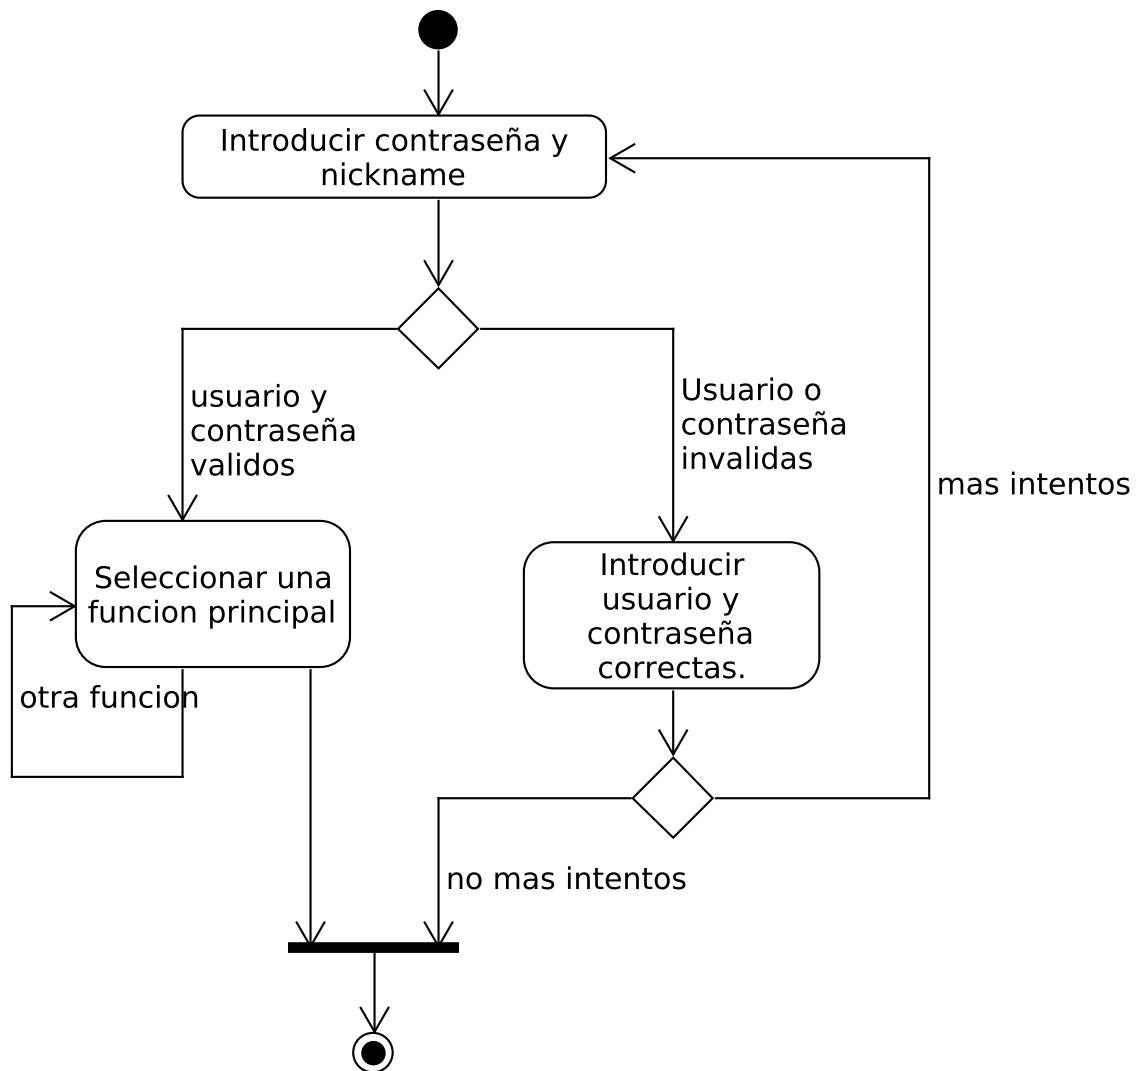 Introducir contraseña y
nickname
usuario y
contraseña
validos
Usuario o
contraseña
invalidas
mas intentos
Seleccionar una
funcion principal
Introducir
usuario y
contraseña
correctas.
otra funcion
no mas intentos